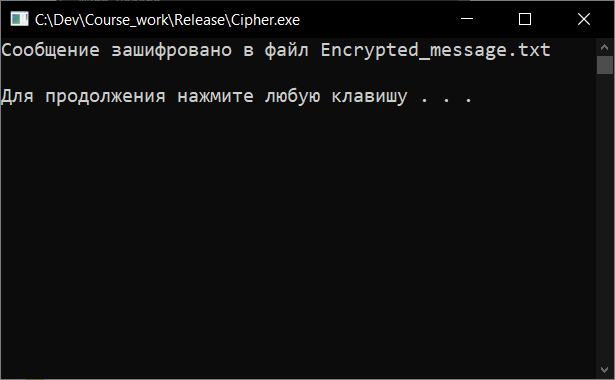 C:\Dev\Course_work\Release\Cipher.exe
Сообщение зашифровано в файл Encrypted_message.txt
Для продолжения нажмите любую клавишу . . .